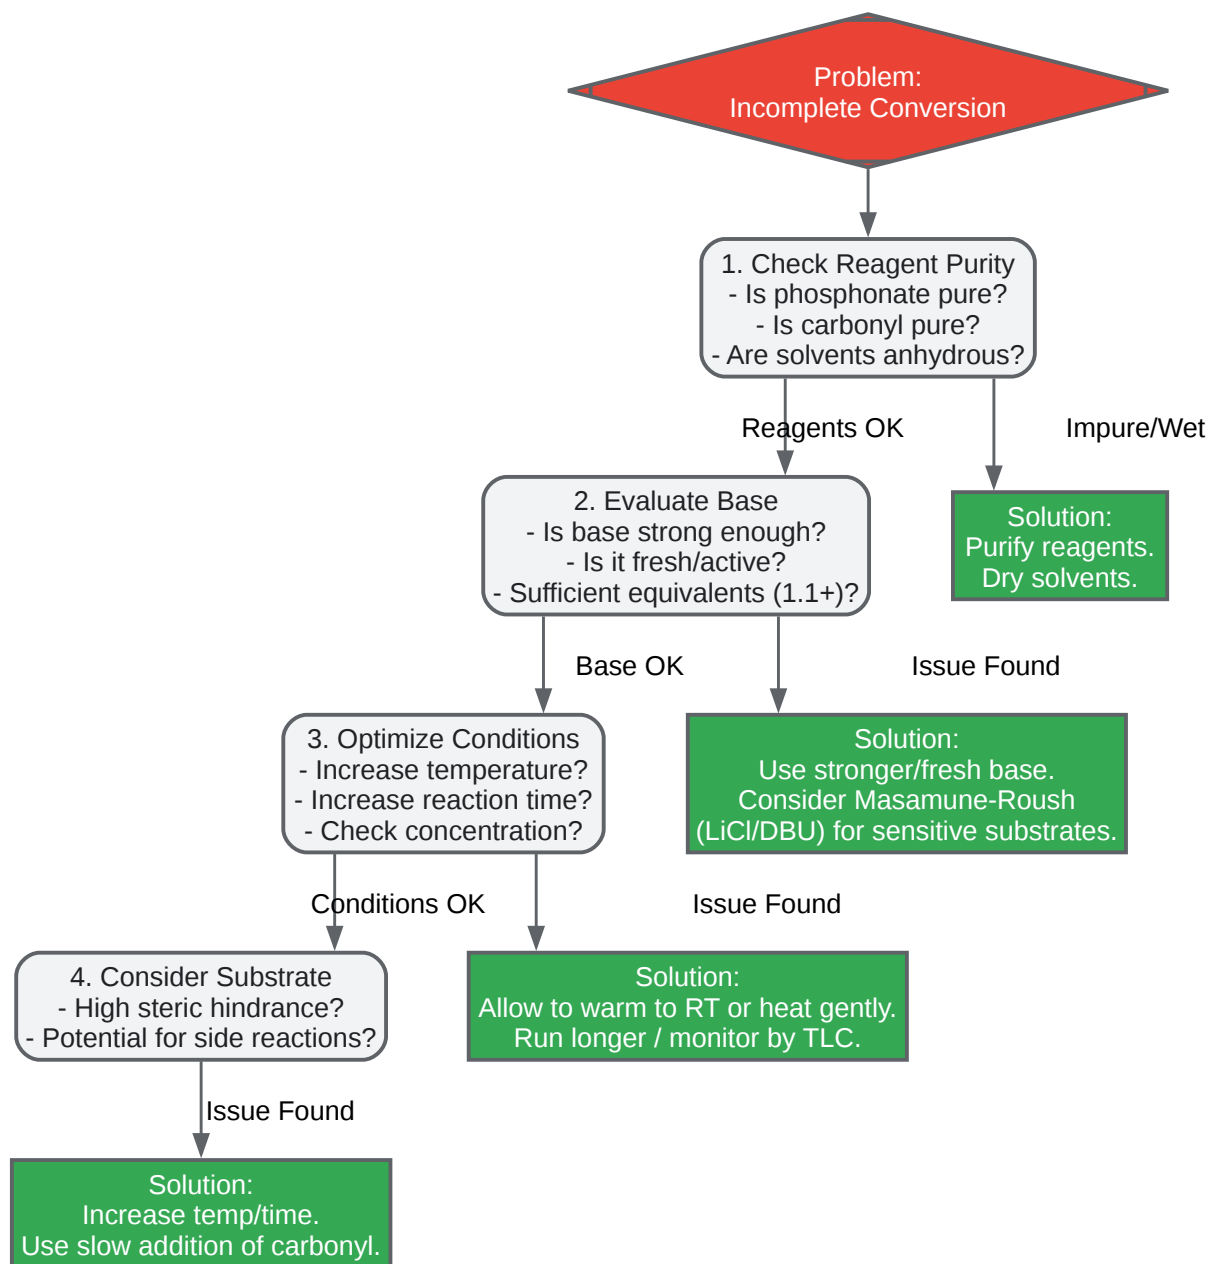 Problem:
Incomplete Conversion
1. Check Reagent Purity
- Is phosphonate pure?
- Is carbonyl pure?
- Are solvents anhydrous?
Reagents OK
Impure/Wet
2. Evaluate Base
- Is base strong enough?
- Is it fresh/active?
- Sufficient equivalents (1.1+)?
Solution:
Purify reagents.
Dry solvents.
Base OK
Issue Found
3. Optimize Conditions
- Increase temperature?
- Increase reaction time?
- Check concentration?
Solution:
Use stronger/fresh base.
Consider Masamune-Roush
(LiCl/DBU) for sensitive substrates.
Conditions OK
Issue Found
4. Consider Substrate
- High steric hindrance?
- Potential for side reactions?
Solution:
Allow to warm to RT or heat gently.
Run longer / monitor by TLC.
Issue Found
Solution:
Increase temp/time.
Use slow addition of carbonyl.